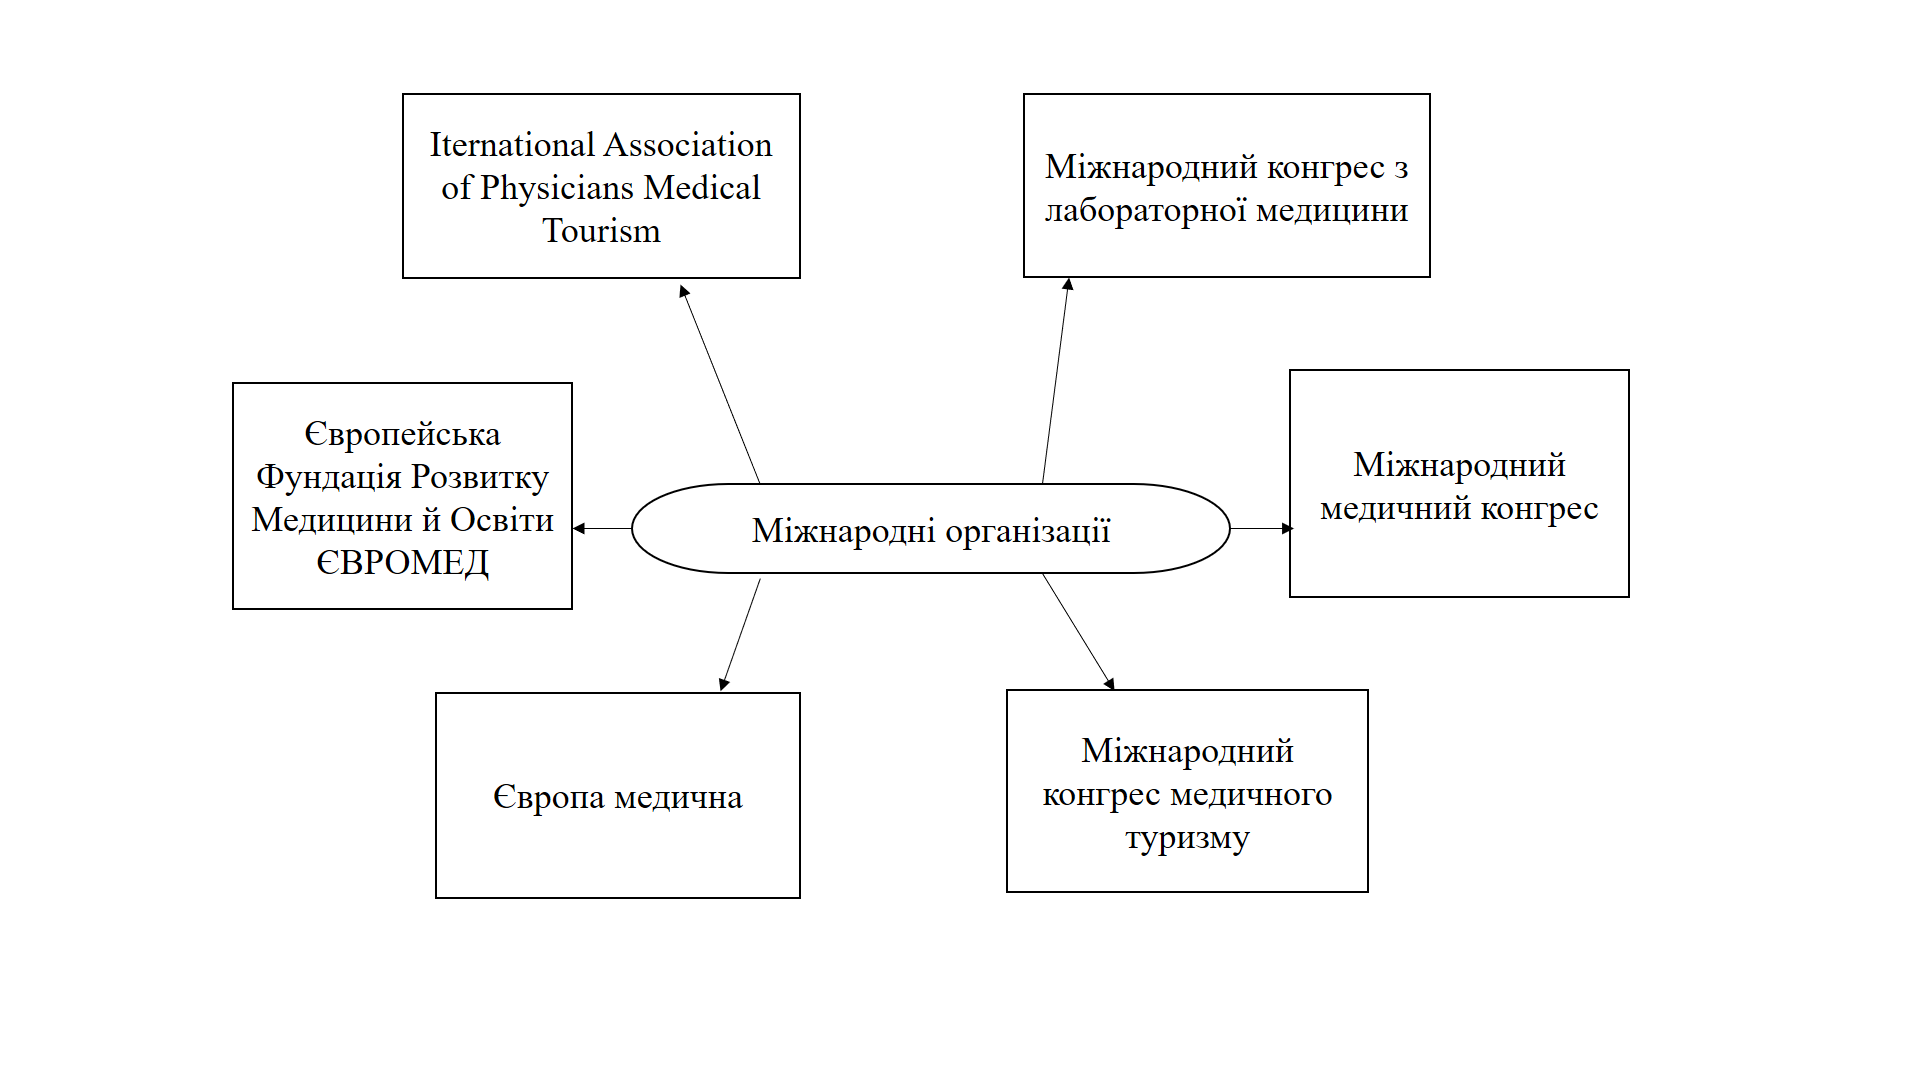 Iternational Association
of Physicians Medical
Tourism
Міжнародний конгрес з
лабораторної медицини
Європейська
Фундація Розвитку
Медицини й Освіти
ЄВРОМЕД
Міжнародні організації
Міжнародний
медичний конгрес
Європа медична
Міжнародний
конгрес медичного
туризму